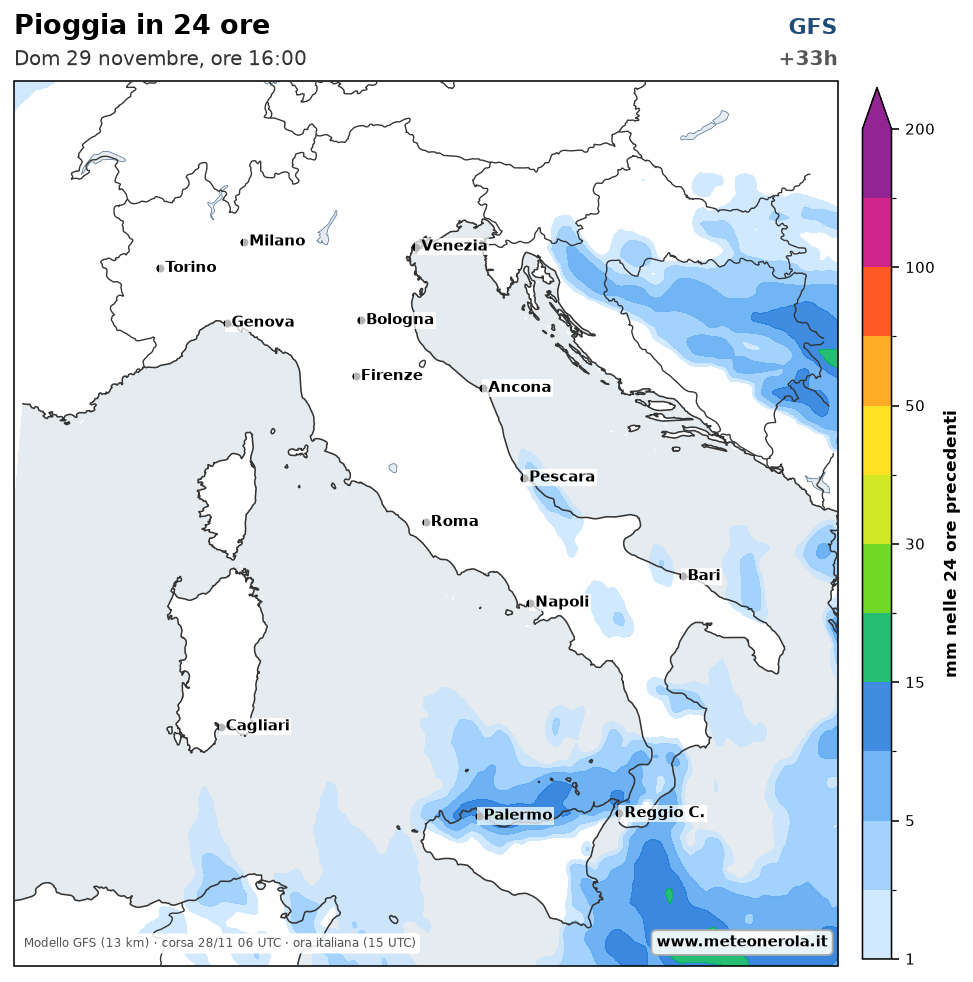 Pioggia in 24 ore
GFS
Dom 29 novembre, ore 16:00
+33h
200
100
50
30
15
5
1
mm nelle 24 ore precedenti
Milano
Venezia
Torino
Genova
Bologna
Firenze
Ancona
Pescara
Roma
Bari
Napoli
Cagliari
Palermo
Reggio C.
Modello GFS (13 km) · corsa 28/11 06 UTC · ora italiana (15 UTC)
www.meteonerola.it